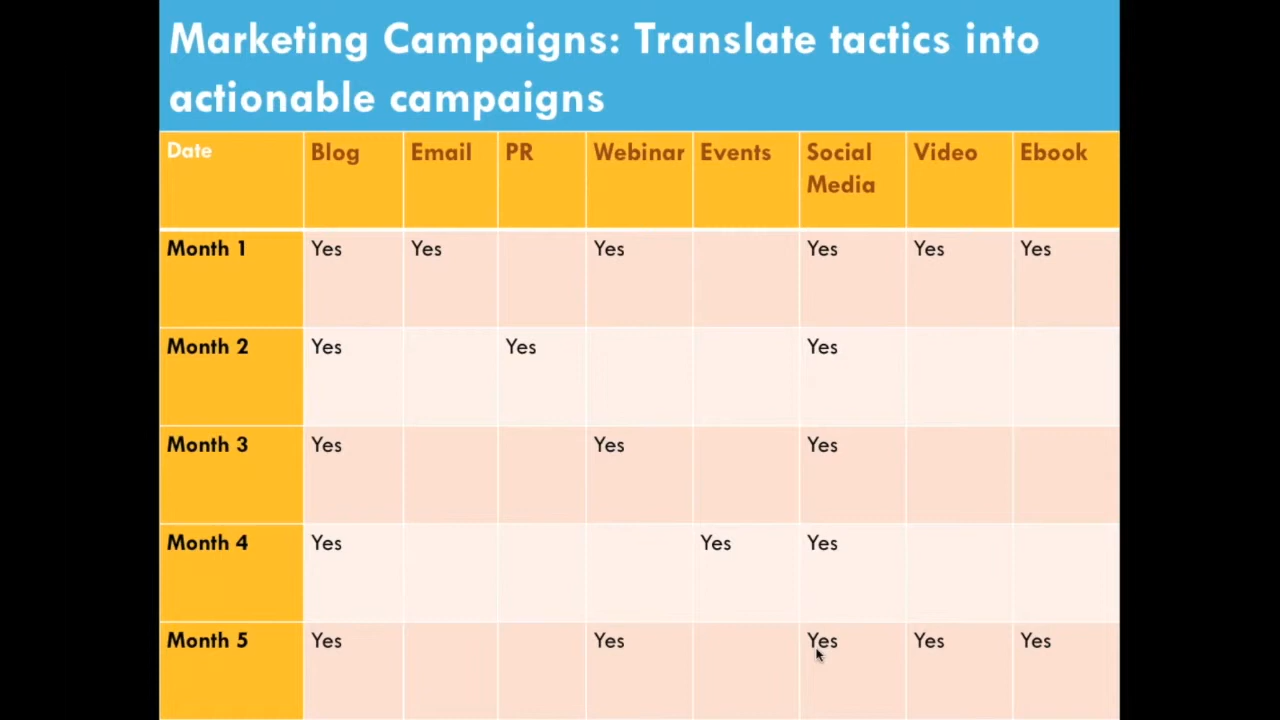 Marketing Campaigns: Translate tactics into
actionable campaigns
Date Blog Email PR Webinar Events Social Media Video Ebook
Month 1 Yes Yes Yes Yes Yes Yes
Month 2 Yes Yes Yes
Month 3 Yes Yes Yes
Month 4 Yes Yes Yes
Month 5 Yes Yes Yes Yes Yes